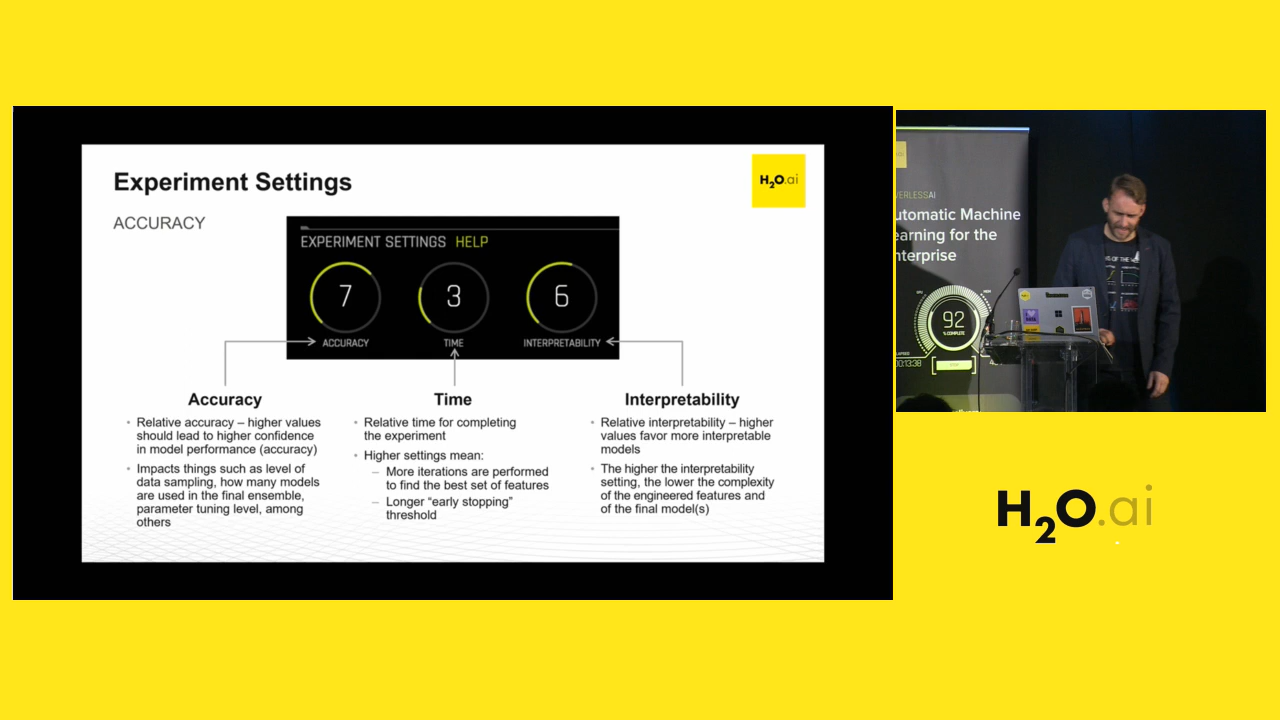 Experiment Settings
H2O.ai
ACCURACY
EXPERIMENT SETTINGS HELP
7 3 6
ACCURACY TIME INTERPRETABILITY
Accuracy
• Relative accuracy – higher values
should lead to higher confidence
in model performance (accuracy)
• Impacts things such as level of
data sampling, how many models
are used in the final ensemble,
parameter tuning level, among
others
Time
• Relative time for completing
the experiment
• Higher settings mean:
– More iterations are performed
to find the best set of features
– Longer “early stopping”
threshold
Interpretability
• Relative interpretability – higher
values favor more interpretable
models
• The higher the interpretability
setting, the lower the complexity
of the engineered features and
of the final model(s)
VERLESSAI
utomatic Machine
earning for the
nterprise
92
% COMPLETE
00:13:38
H2O.ai